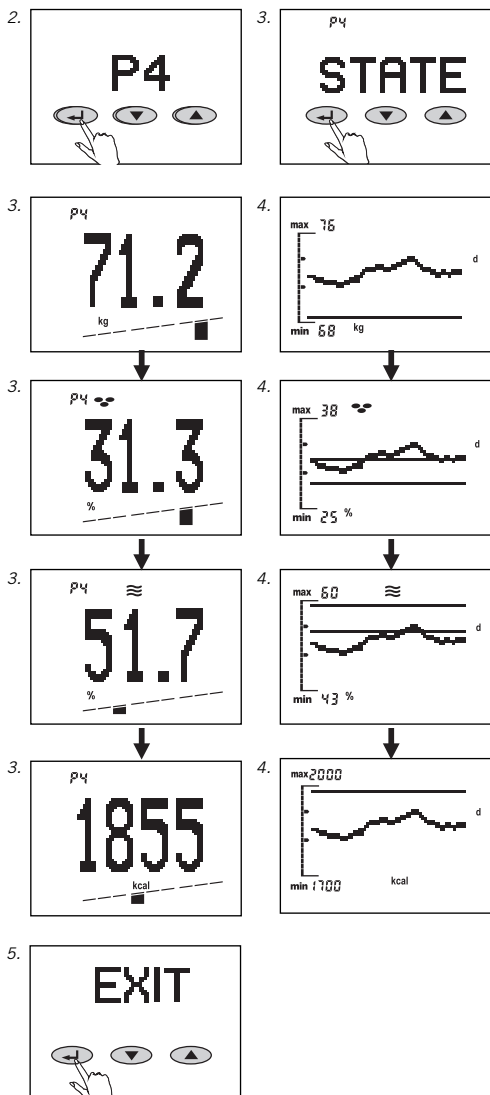 2.
P4
3.
P4
STATE
3.
P4
71.2
kg
4.
max 76
d
min 68 kg
3.
P4
31.3
%
4.
max 38
d
min 25 %
3.
P4
51.7
%
4.
max 60
d
min 43 %
3.
P4
1855
kcal
4.
max 2000
d
min 1700 kcal
5.
EXIT